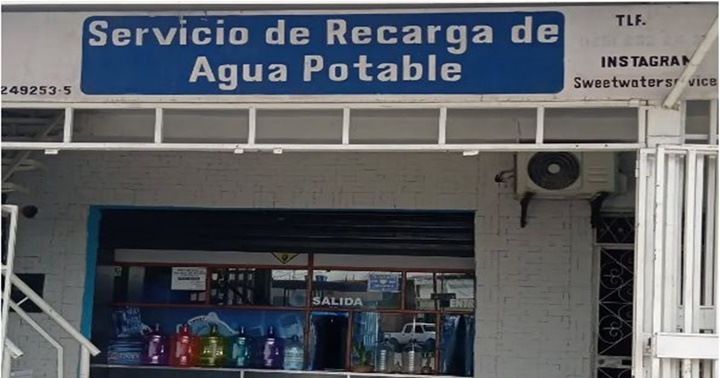 Servicio de Recarga de
Agua Potable
TLF.
INSTAGRAM
Sweetwaterservice
249253-5
SALIDA